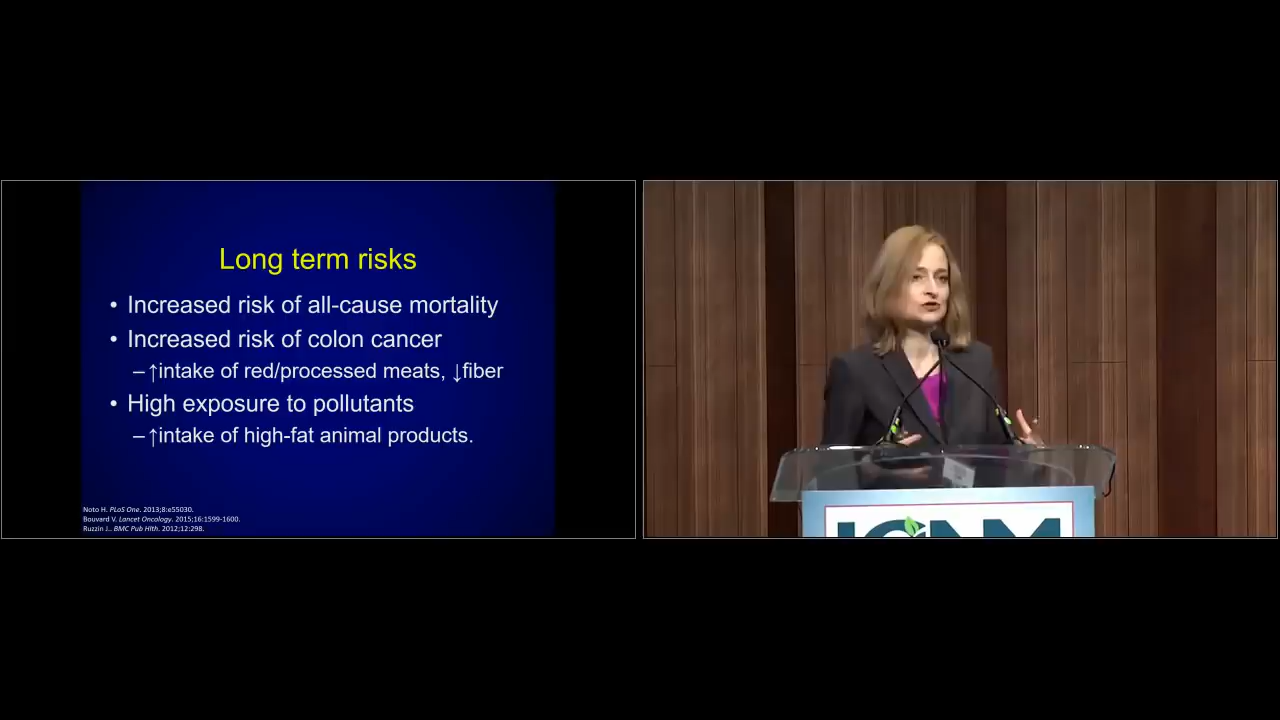 Long term risks
• Increased risk of all-cause mortality
• Increased risk of colon cancer
– ↑intake of red/processed meats, ↓fiber
• High exposure to pollutants
– ↑intake of high-fat animal products.
Noto H. PLoS One. 2013;8:e55030.
Bouvard V. Lancet Oncology. 2015;16:1599-1600.
Ruzzin J.. BMC Pub Hlth. 2012;12:298.
ICNM